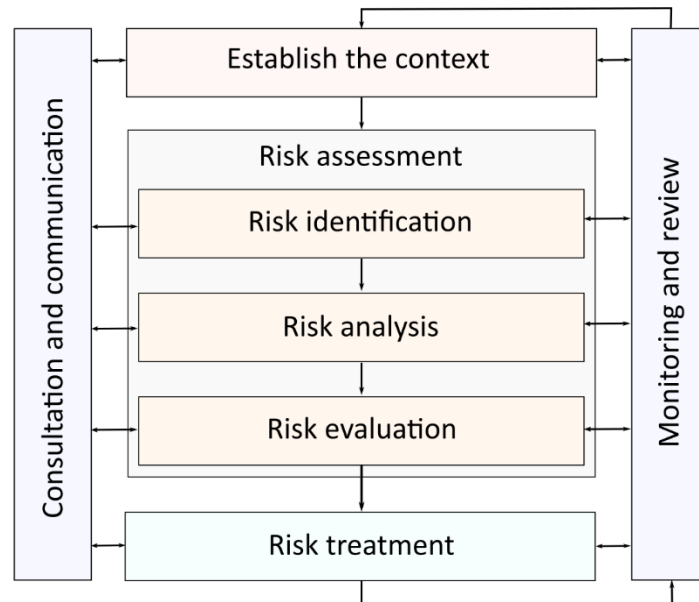 Establish the context
Consultation and communication
Risk assessment
Risk identification
Risk analysis
Risk evaluation
Risk treatment
Monitoring and review